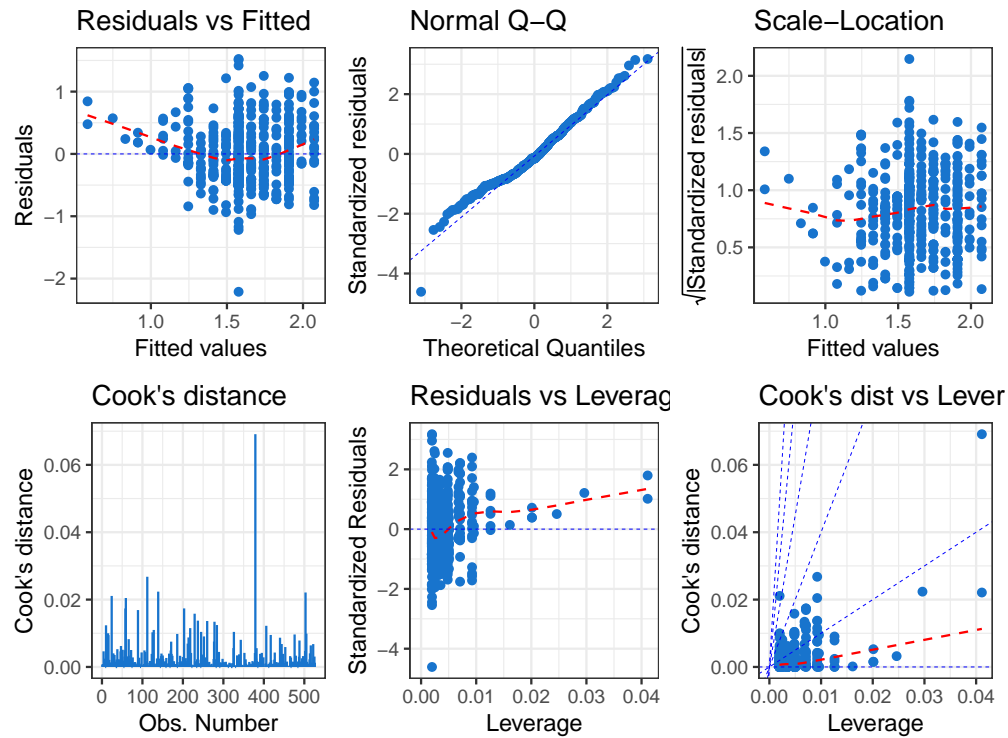 Residuals vs Fitted
Residuals
1
0
−1
−2
1.0 1.5 2.0
Fitted values
Normal Q−Q
Standardized residuals
2
0
−2
−4
−2 0 2
Theoretical Quantiles
Scale−Location
√|Standardized residuals|
2.0
1.5
1.0
0.5
1.0 1.5 2.0
Fitted values
Cook's distance
Cook's distance
0.06
0.04
0.02
0.00
0 100 200 300 400 500
Obs. Number
Residuals vs Leverag
Standardized Residuals
2
0
−2
−4
0.00 0.01 0.02 0.03 0.04
Leverage
Cook's dist vs Lever
Cook's distance
0.06
0.04
0.02
0.00
0.00 0.01 0.02 0.03 0.04
Leverage